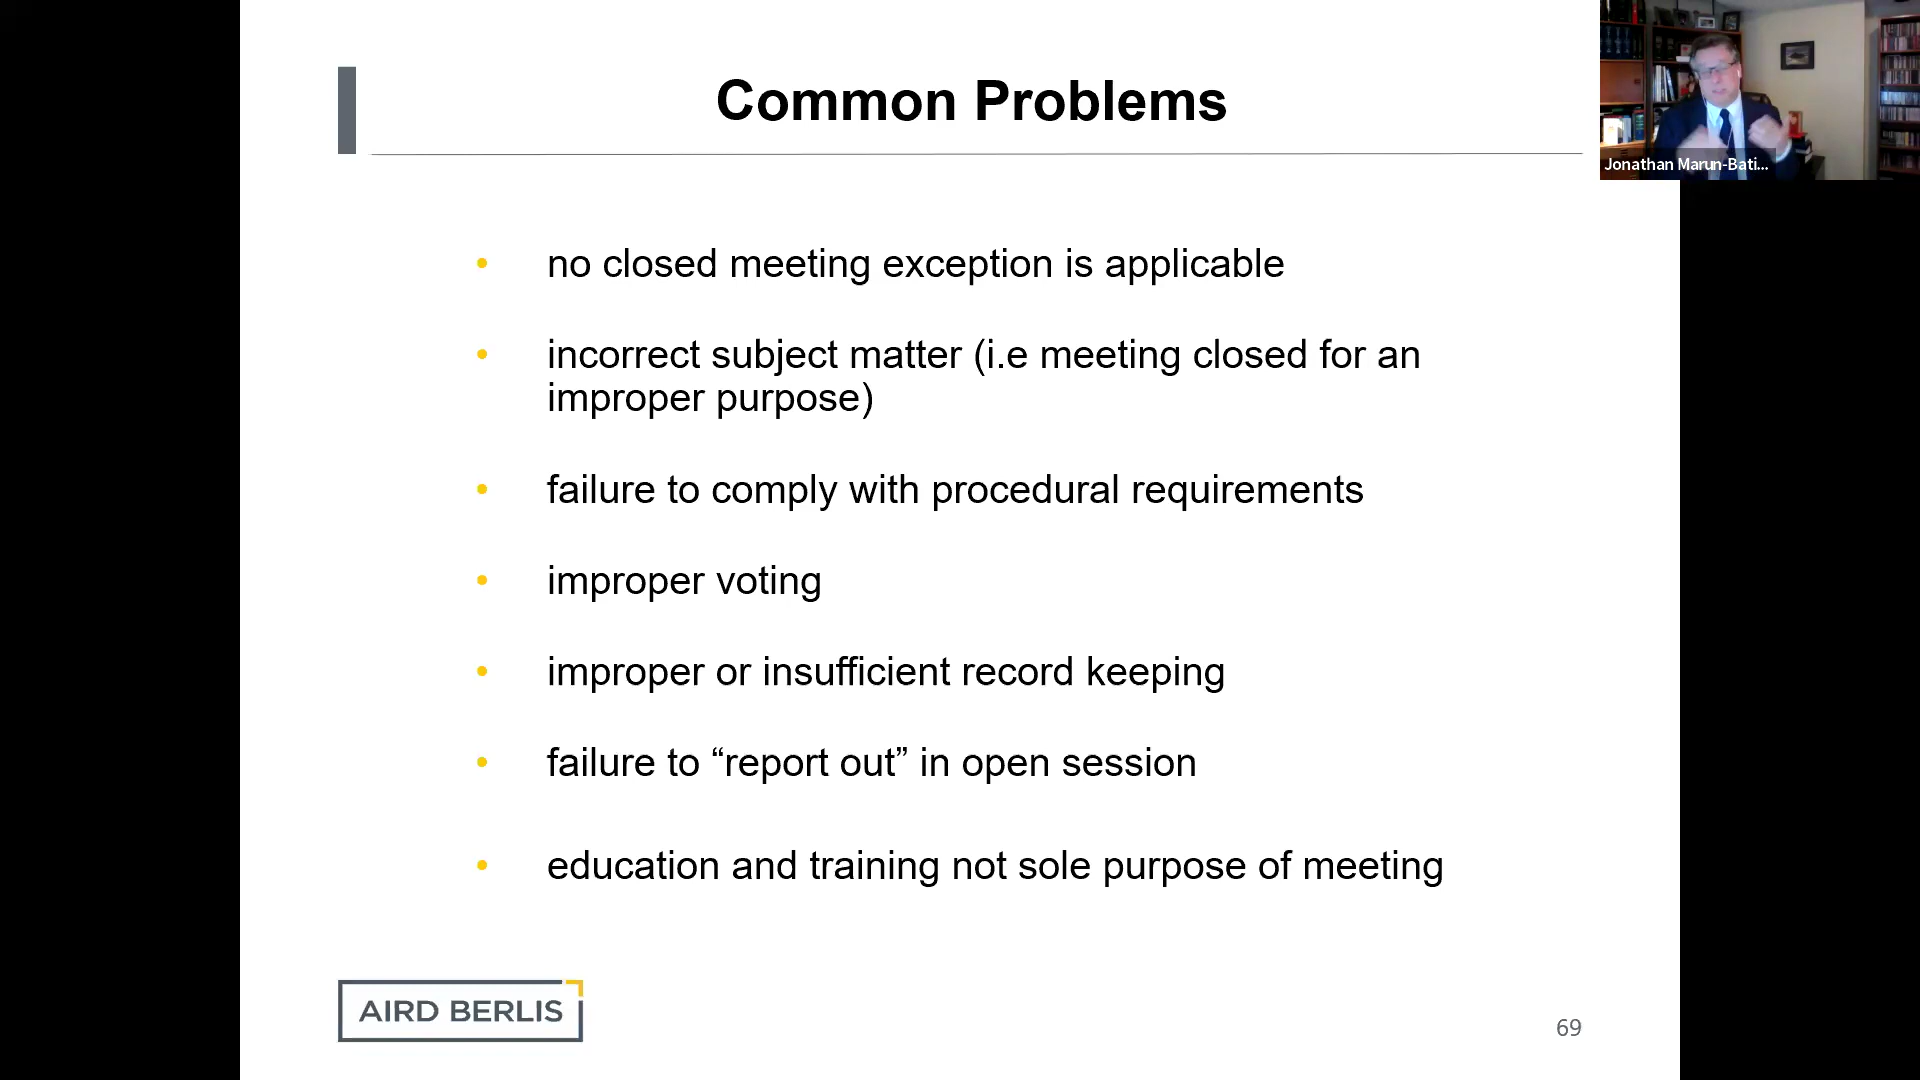 Common Problems
Jonathan Marun-Bati...
• no closed meeting exception is applicable
• incorrect subject matter (i.e meeting closed for an
improper purpose)
• failure to comply with procedural requirements
• improper voting
• improper or insufficient record keeping
• failure to “report out” in open session
• education and training not sole purpose of meeting
AIRD BERLIS
69